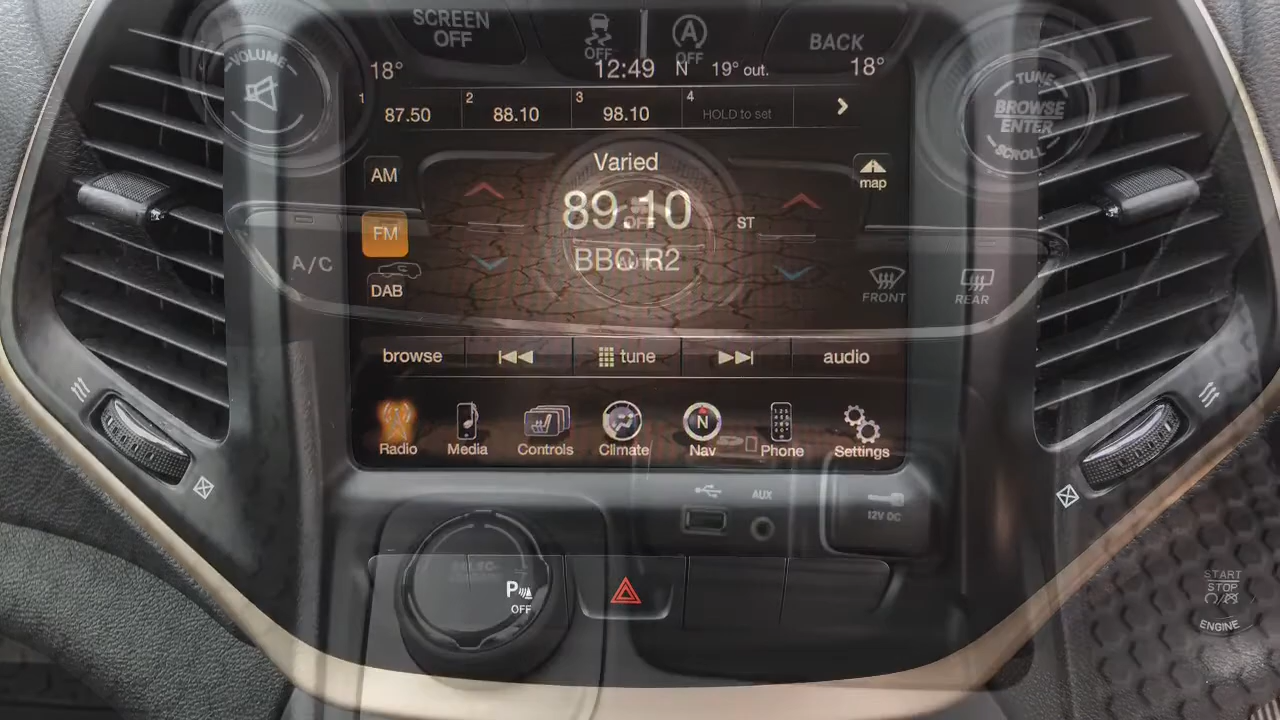 SCREEN
OFF
OFF
A
OFF
BACK
VOLUME
TUNE
BROWSE
ENTER
SCROLL
18°
12:49 N 19° out.
18°
1 87.50
2 88.10
3 98.10
4 HOLD to set
AM
Varied
map
FM
89.10
OFF
ST
A/C
BBC R2
AUTO
DAB
FRONT
REAR
browse
tune
audio
Radio
Media
Controls
Climate
N
Nav
Phone
Settings
AUX
12V DC
P
OFF
START
STOP
ENGINE